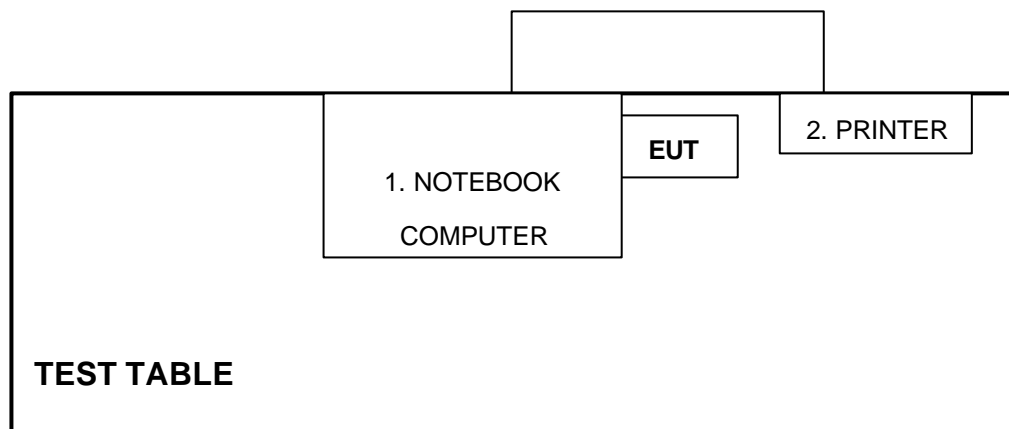 2. PRINTER
EUT
1. NOTEBOOK
COMPUTER
TEST TABLE